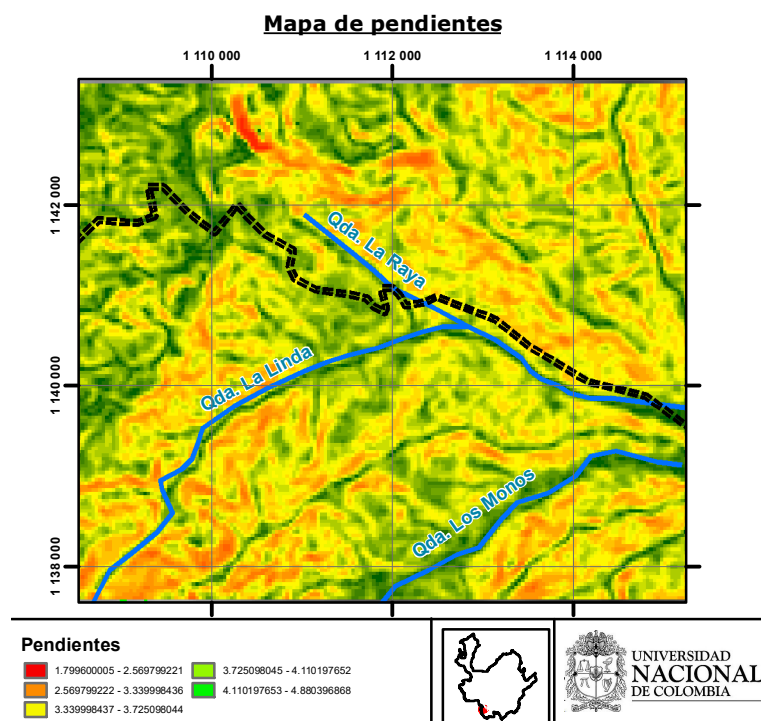 Mapa de pendientes
1 110 000
1 112 000
1 114 000
1 142 000
1 140 000
1 138 000
Qda. La Raya
Qda. La Linda
Qda. Los Monos
Pendientes
1.799600005 - 2.569799221
2.569799222 - 3.339998436
3.339998437 - 3.725098044
3.725098045 - 4.110197652
4.110197653 - 4.880396868
UNIVERSIDAD
NACIONAL
DE COLOMBIA